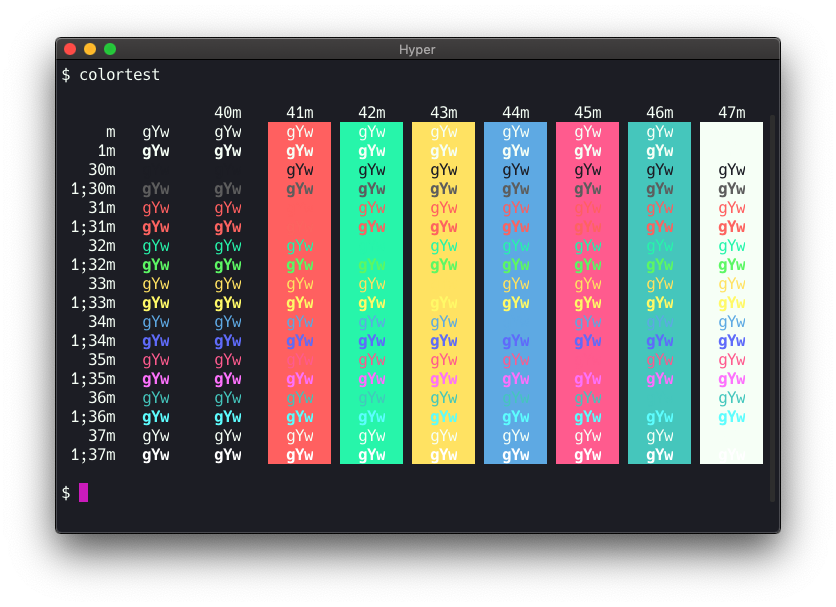 Hyper
$ colortest
40m 41m 42m 43m 44m 45m 46m 47m
m gYw gYw gYw gYw gYw gYw gYw gYw
1m gYw gYw gYw gYw gYw gYw gYw gYw
30m gYw gYw gYw gYw gYw gYw gYw
1;30m gYw gYw gYw gYw gYw gYw gYw gYw gYw
31m gYw gYw gYw gYw gYw gYw gYw gYw
1;31m gYw gYw gYw gYw gYw gYw gYw gYw
32m gYw gYw gYw gYw gYw gYw gYw gYw
1;32m gYw gYw gYw gYw gYw gYw gYw gYw gYw
33m gYw gYw gYw gYw gYw gYw gYw gYw
1;33m gYw gYw gYw gYw gYw gYw gYw gYw gYw
34m gYw gYw gYw gYw gYw gYw gYw gYw
1;34m gYw gYw gYw gYw gYw gYw gYw gYw gYw
35m gYw gYw gYw gYw gYw gYw gYw gYw
1;35m gYw gYw gYw gYw gYw gYw gYw gYw gYw
36m gYw gYw gYw gYw gYw gYw gYw gYw
1;36m gYw gYw gYw gYw gYw gYw gYw gYw gYw
37m gYw gYw gYw gYw gYw gYw gYw gYw
1;37m gYw gYw gYw gYw gYw gYw gYw gYw gYw
$